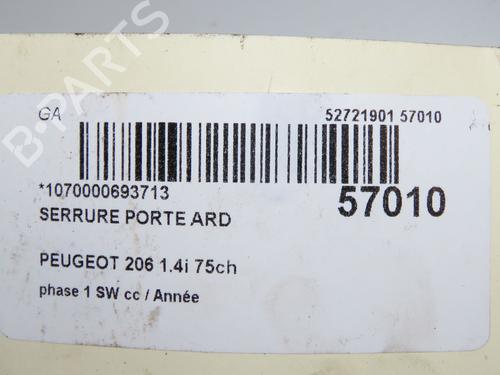 GA
52721901 57010
*1070000693713
57010
SERRURE PORTE ARD
PEUGEOT 206 1.4i 75ch
phase 1 SW cc / Année
B-PARTS